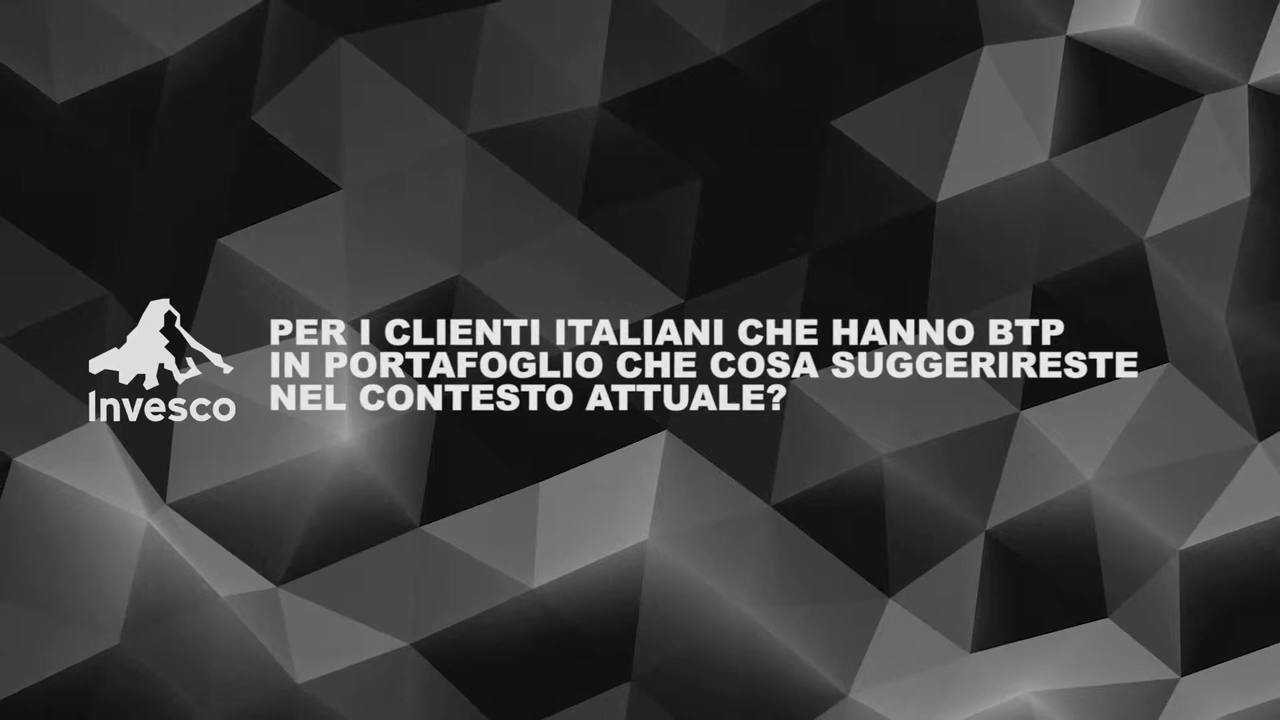 Invesco
PER I CLIENTI ITALIANI CHE HANNO BTP
IN PORTAFOGLIO CHE COSA SUGGERIRESTE
NEL CONTESTO ATTUALE?